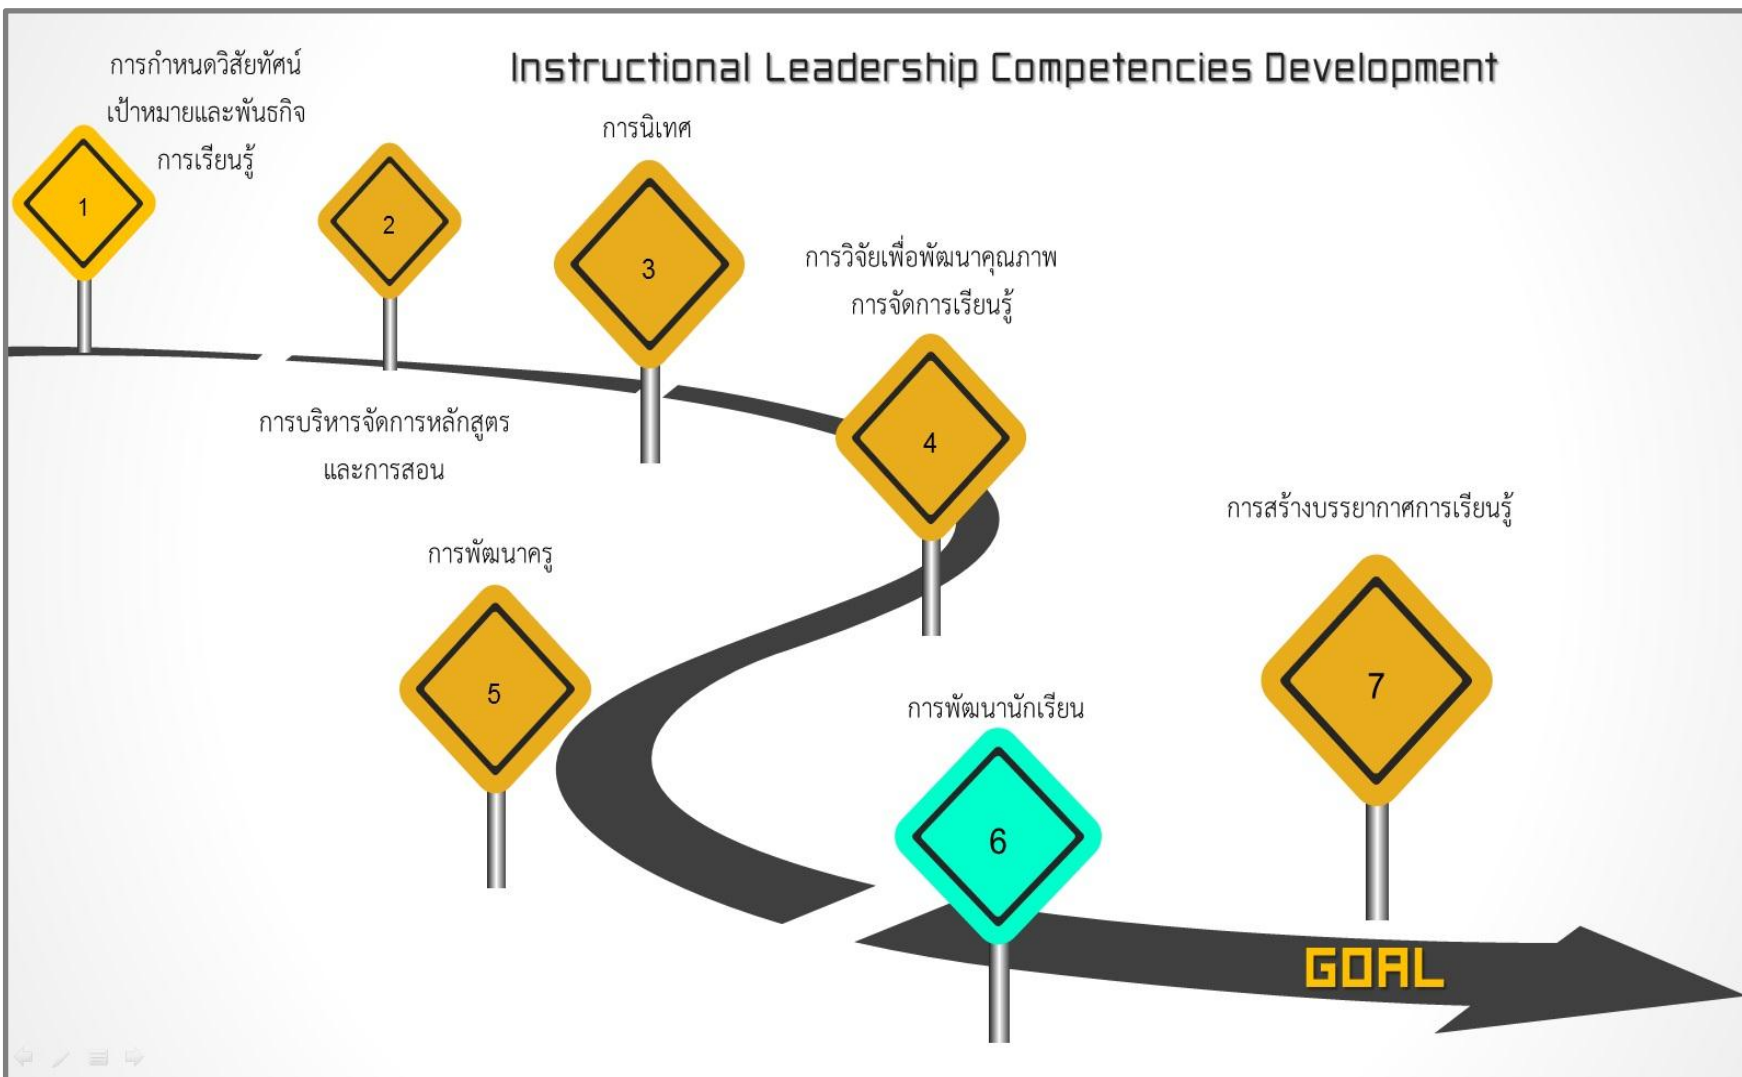 Instructional Leadership Competencies Development
การกำหนดวิสัยทัศน์
เป้าหมายและพันธกิจ
การเรียนรู้
1
2
การบริหารจัดการหลักสูตร
และการสอน
การนิเทศ
3
การวิจัยเพื่อพัฒนาคุณภาพ
การจัดการเรียนรู้
4
การพัฒนาครู
5
การพัฒนานักเรียน
6
การสร้างบรรยากาศการเรียนรู้
7
GOAL